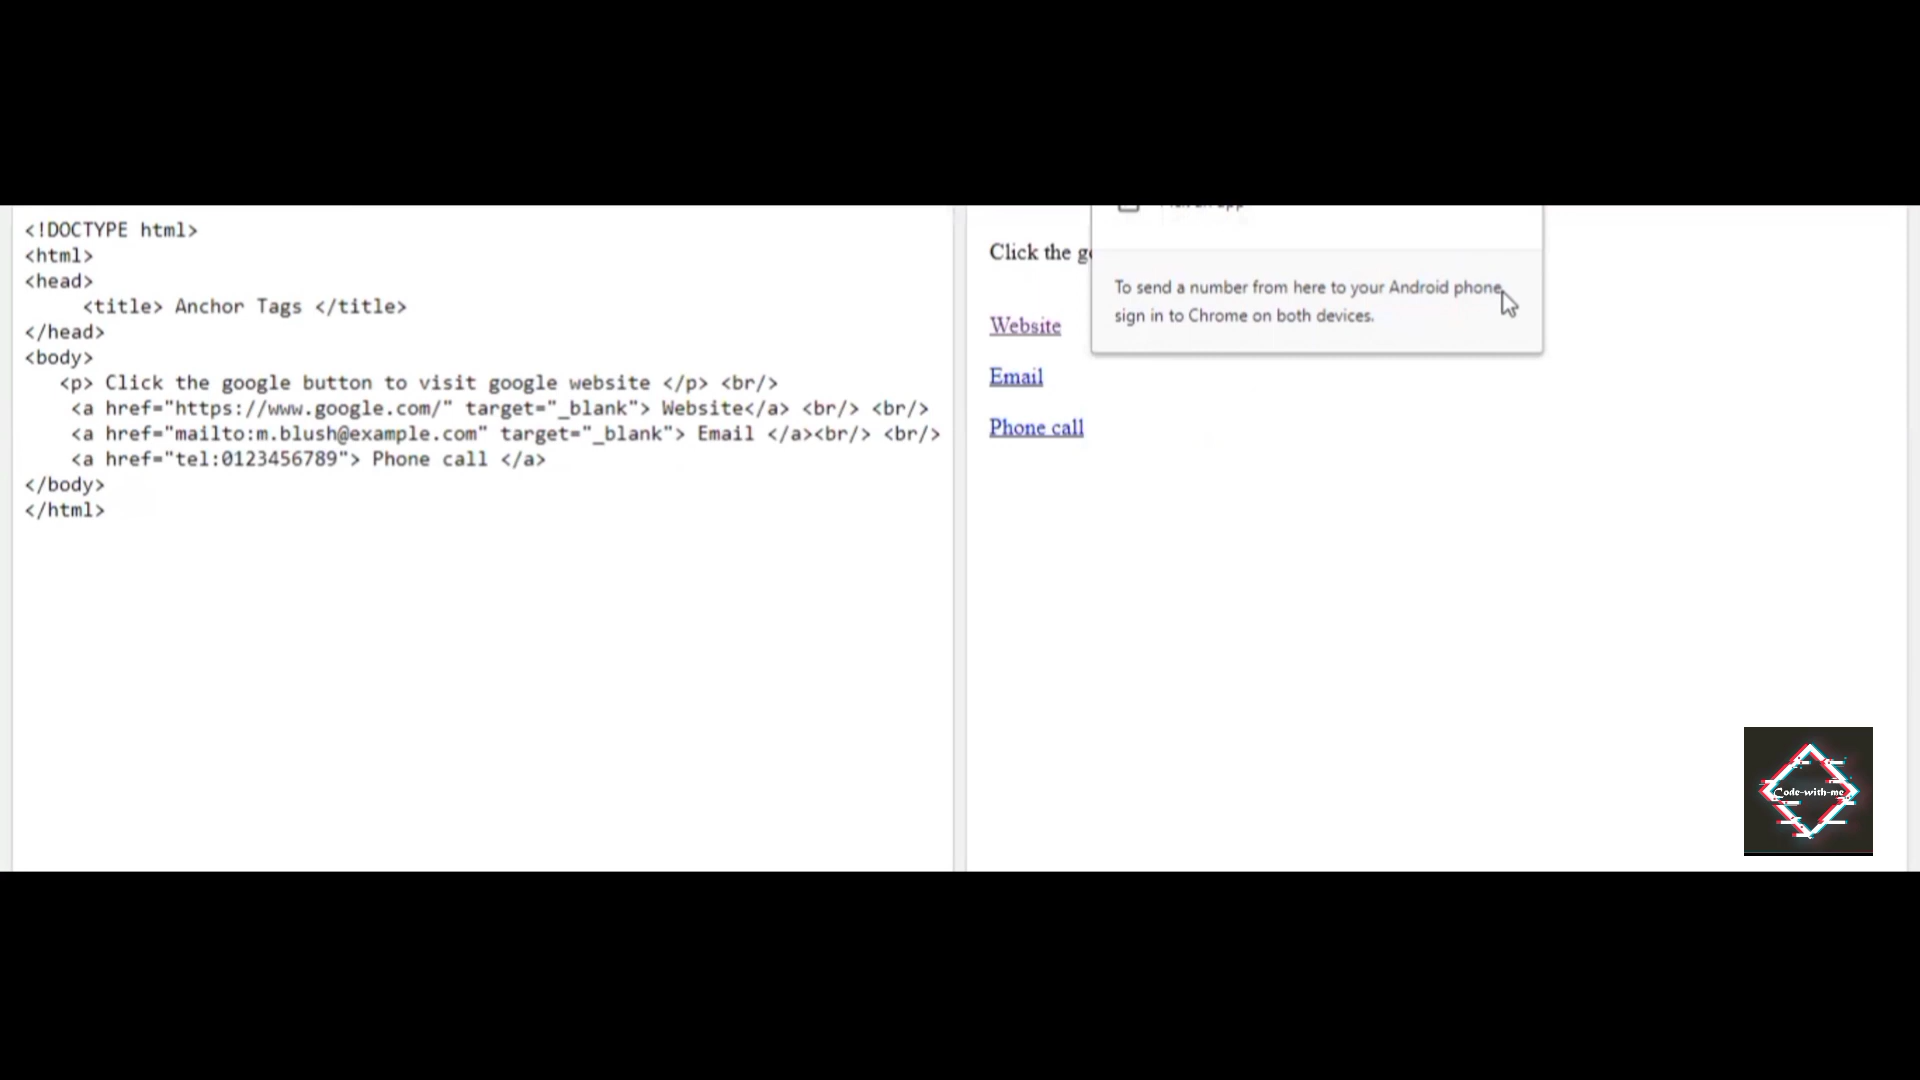 <!DOCTYPE html>
<html>
<head>
<title> Anchor Tags </title>
</head>
<body>
<p> Click the google button to visit google website </p> <br/>
<a href="https://www.google.com/" target="_blank"> Website</a> <br/> <br/>
<a href="mailto:m.blush@example.com" target="_blank"> Email </a><br/> <br/>
<a href="tel:0123456789"> Phone call </a>
</body>
</html>
Click the
To send a number from here to your Android phone,
sign in to Chrome on both devices.
Website
Email
Phone call
Code-with-me